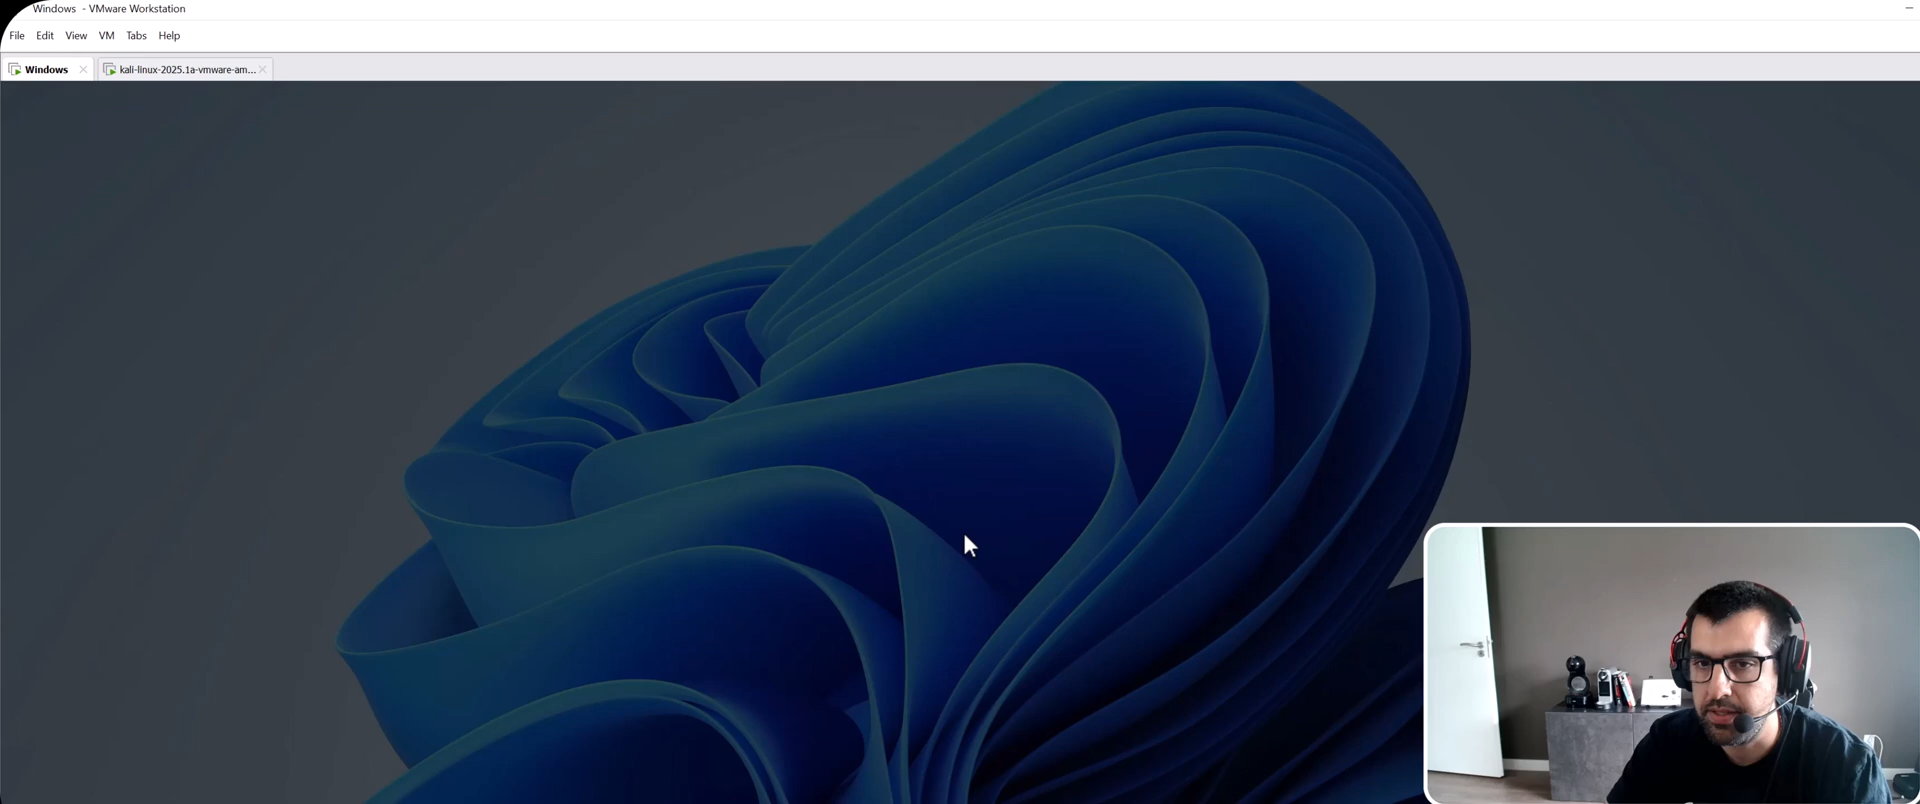 Windows - VMware Workstation
File Edit View VM Tabs Help
Windows kali-linux-2025.1a-vmware-am...